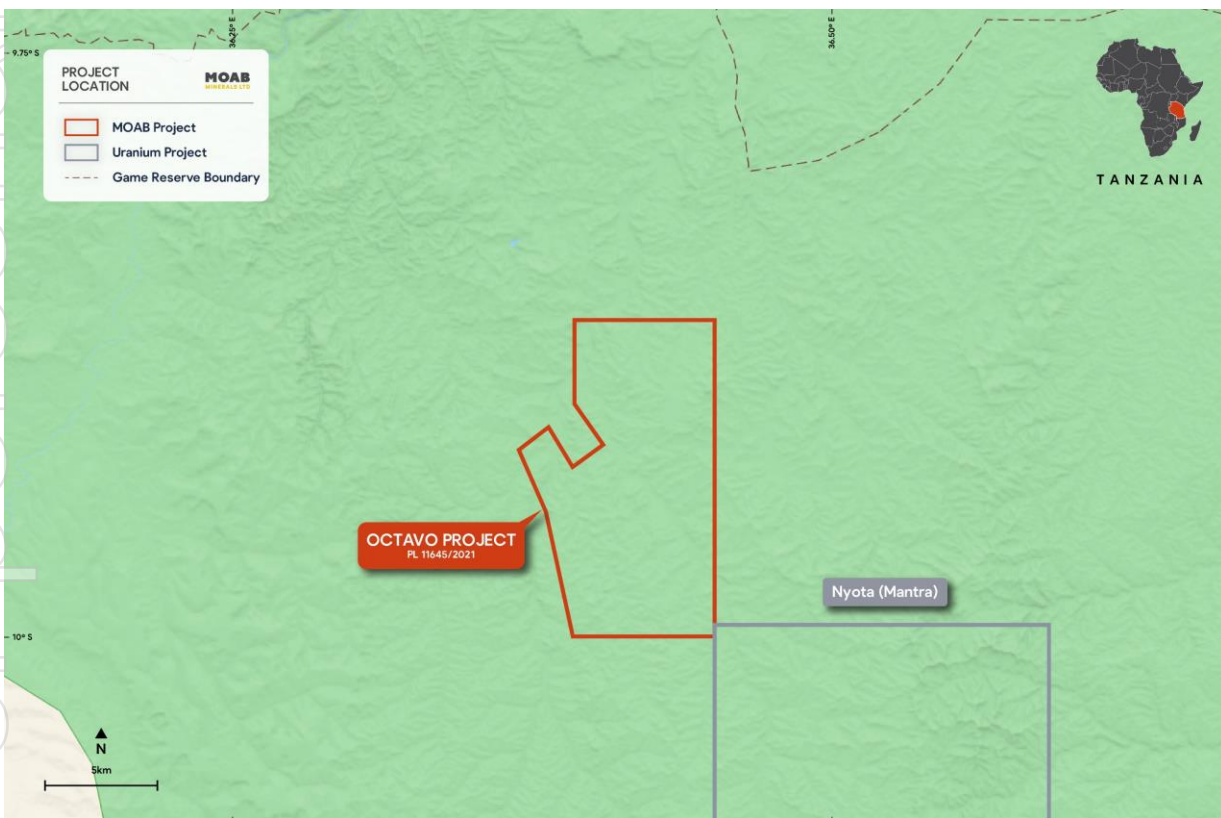 36.25° E
36.50° E
9.75° S
PROJECT
LOCATION
MOAB
MINERALS LTD
MOAB Project
Uranium Project
Game Reserve Boundary
TANZANIA
OCTAVO PROJECT
PL 11645/2021
Nyota (Mantra)
10° S
N
5km